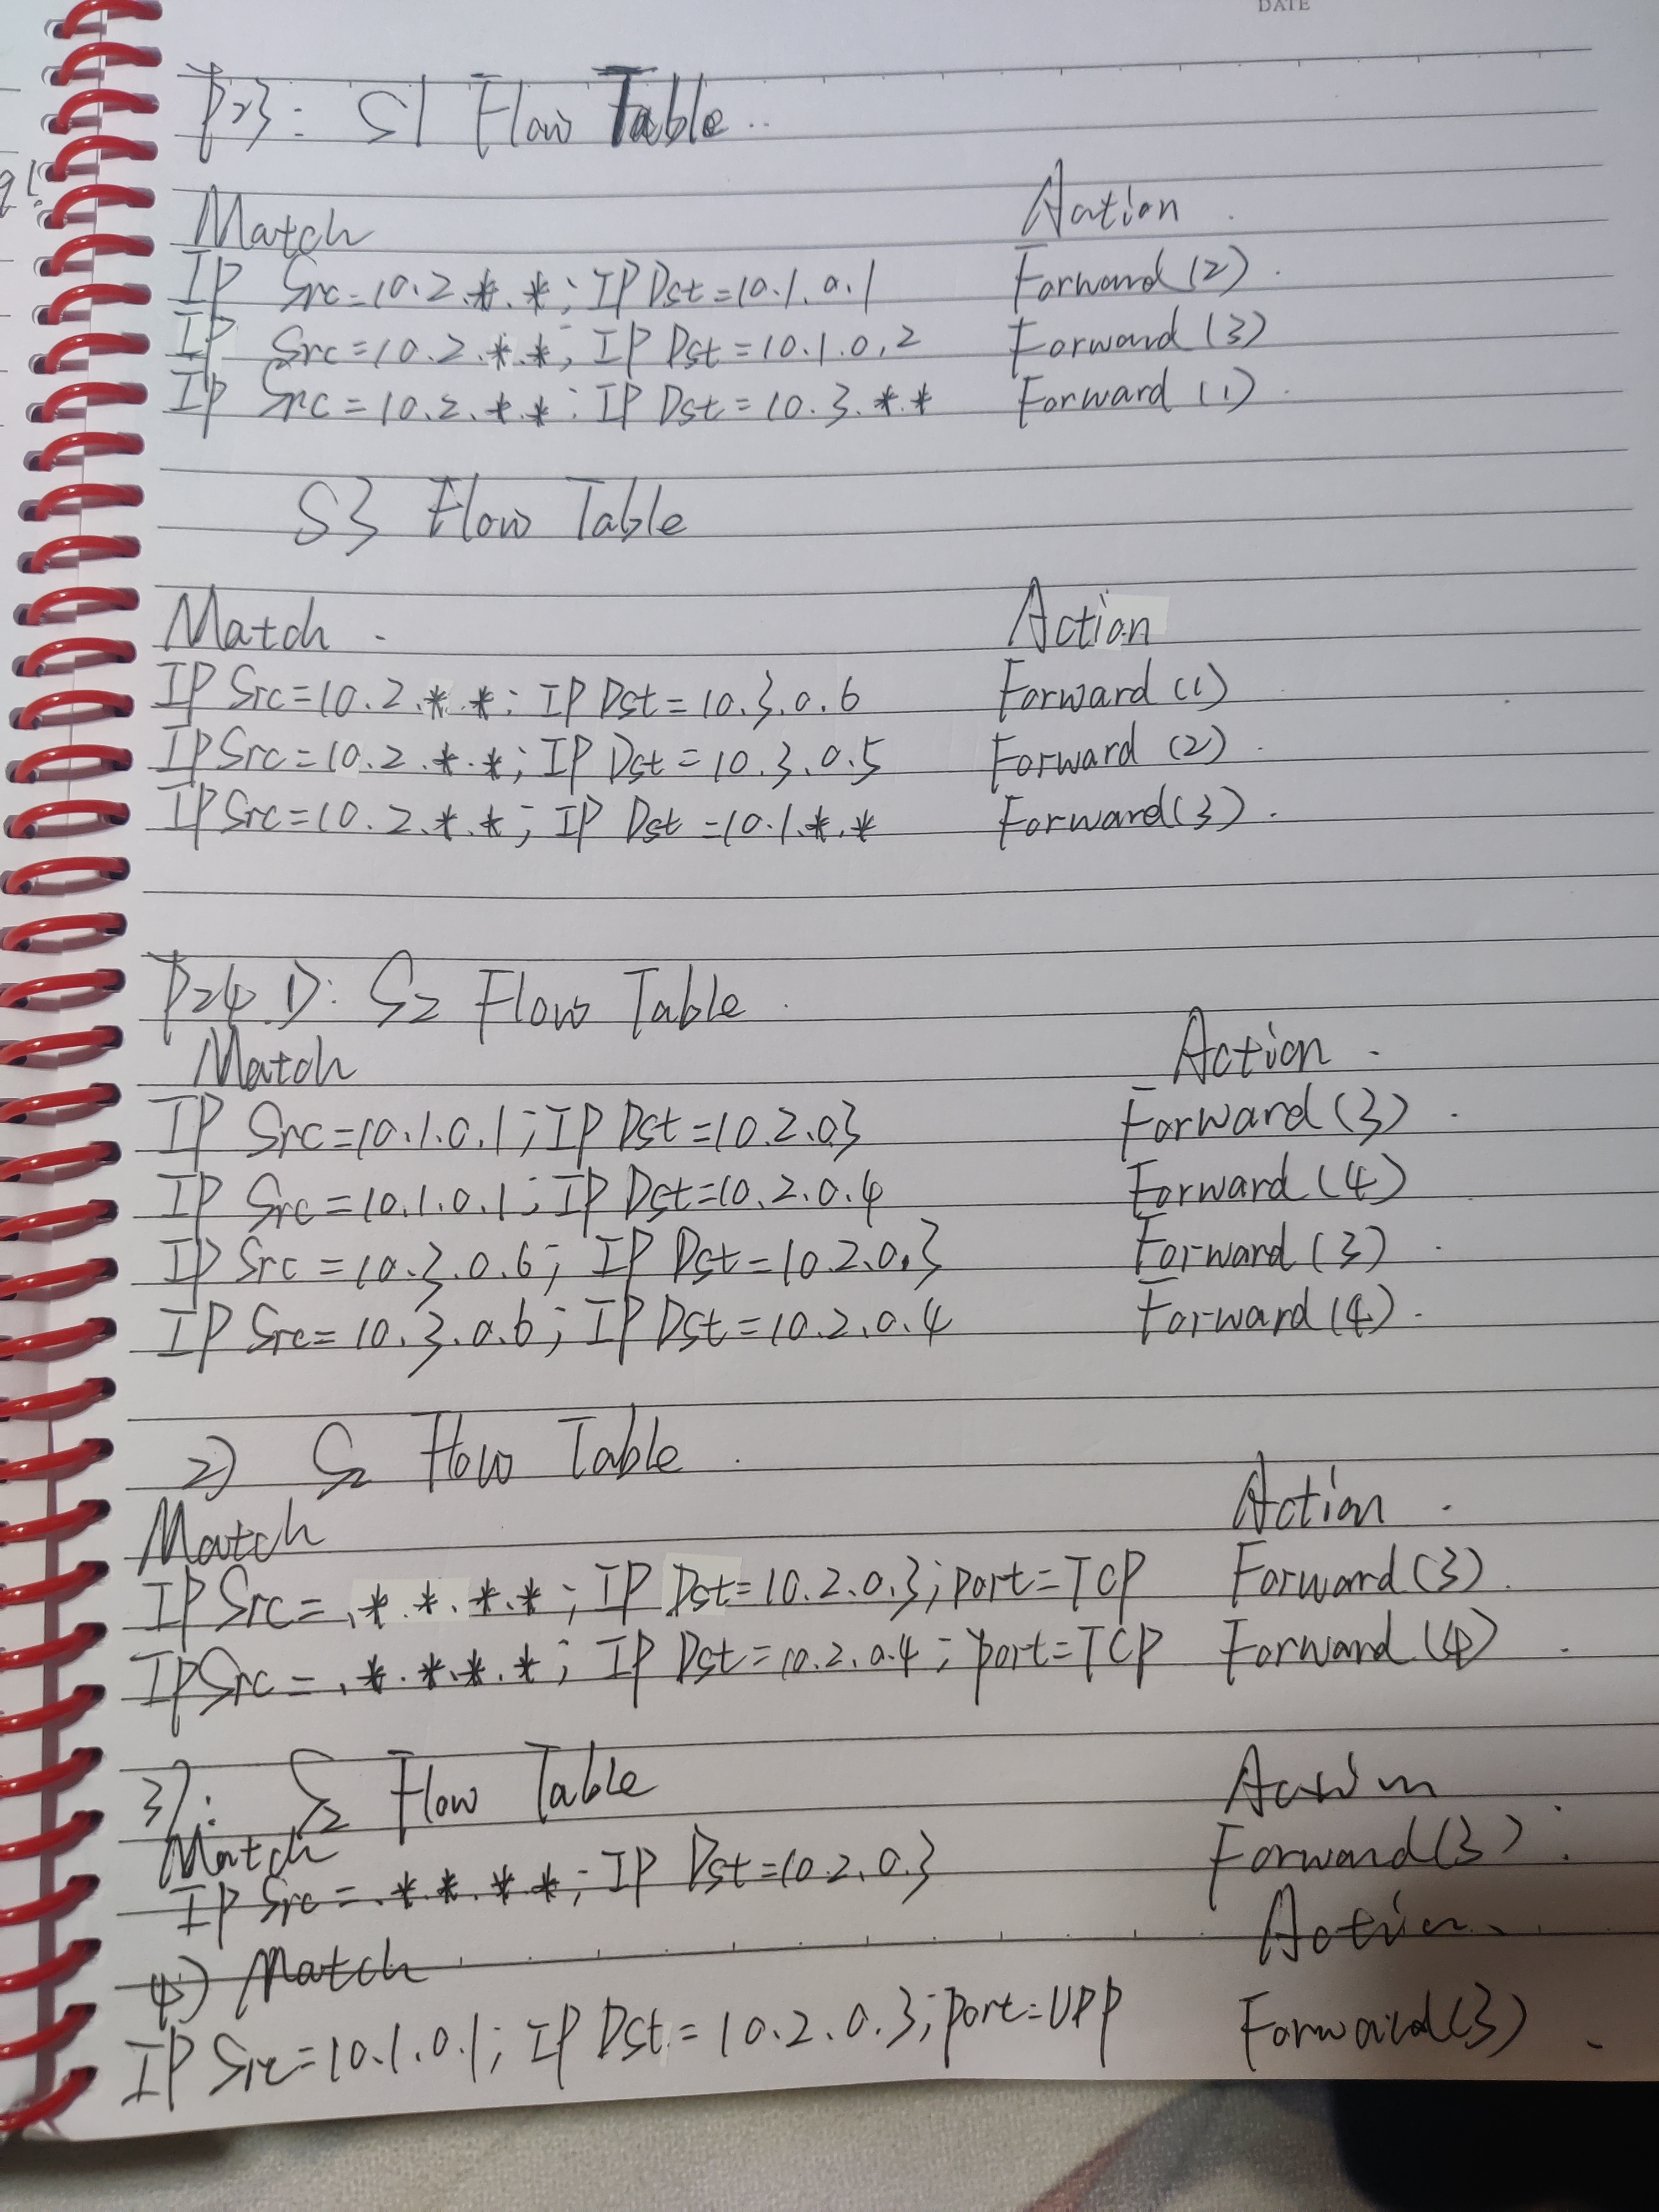 DATE
P23: S1 Flow Table..
Match Action.
IP Src=10.2.*.*; IP Dst=10.1.0.1 Forward(2).
IP Src=10.2.*.*; IP Dst=10.1.0.2 Forward(3)
IP Src=10.2.*.*: IP Dst=10.3.*.* Forward(1).
S3 Flow Table
Match. Action
IP Src=10.2.*.*: IP Dst=10.3.0.6 Forward(1)
IP Src=10.2.*.*; IP Dst=10.3.0.5 Forward(2).
IP Src=10.2.*.*; IP Dst=10.1.*.* Forward(3).
P24.1): S2 Flow Table.
Match Action.
IP Src=10.1.0.1; IP Dst=10.2.0.3 Forward(3).
IP Src=10.1.0.1; IP Dst=10.2.0.4 Forward(4)
IP Src=10.3.0.6; IP Dst=10.2.0.3 Forward(3).
IP Src=10.3.0.6; IP Dst=10.2.0.4 Forward(4).
2) S2 Flow Table.
Match Action.
IP Src=.*.*.*.*; IP Dst=10.2.0.3; port=TCP Forward(3).
IP Src=.*.*.*.*; IP Dst=10.2.0.4; port=TCP Forward(4).
3): S2 Flow Table Action
Match
IP Src=.*.*.*.*; IP Dst=10.2.0.3 Forward(3).
4) Match Action.
IP Src=10.1.0.1; IP Dst=10.2.0.3; port=UDP Forward(3).